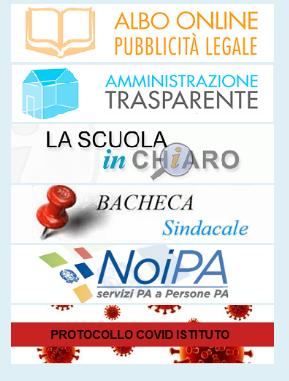 ALBO ONLINE
PUBBLICITÀ LEGALE
AMMINISTRAZIONE
TRASPARENTE
LA SCUOLA
in CHiARO
BACHECA
Sindacale
NoiPA
servizi PA a Persone PA
PROTOCOLLO COVID ISTITUTO